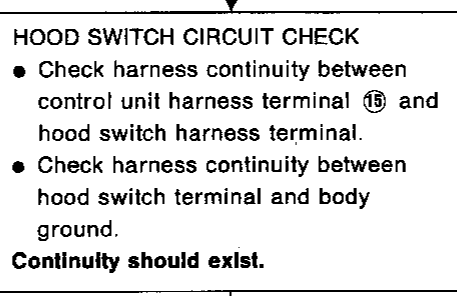 HOOD SWITCH CIRCUIT CHECK
● Check harness continuity between
control unit harness terminal ⑮ and
hood switch harness terminal.
● Check harness continuity between
hood switch terminal and body
ground.
Continuity should exist.